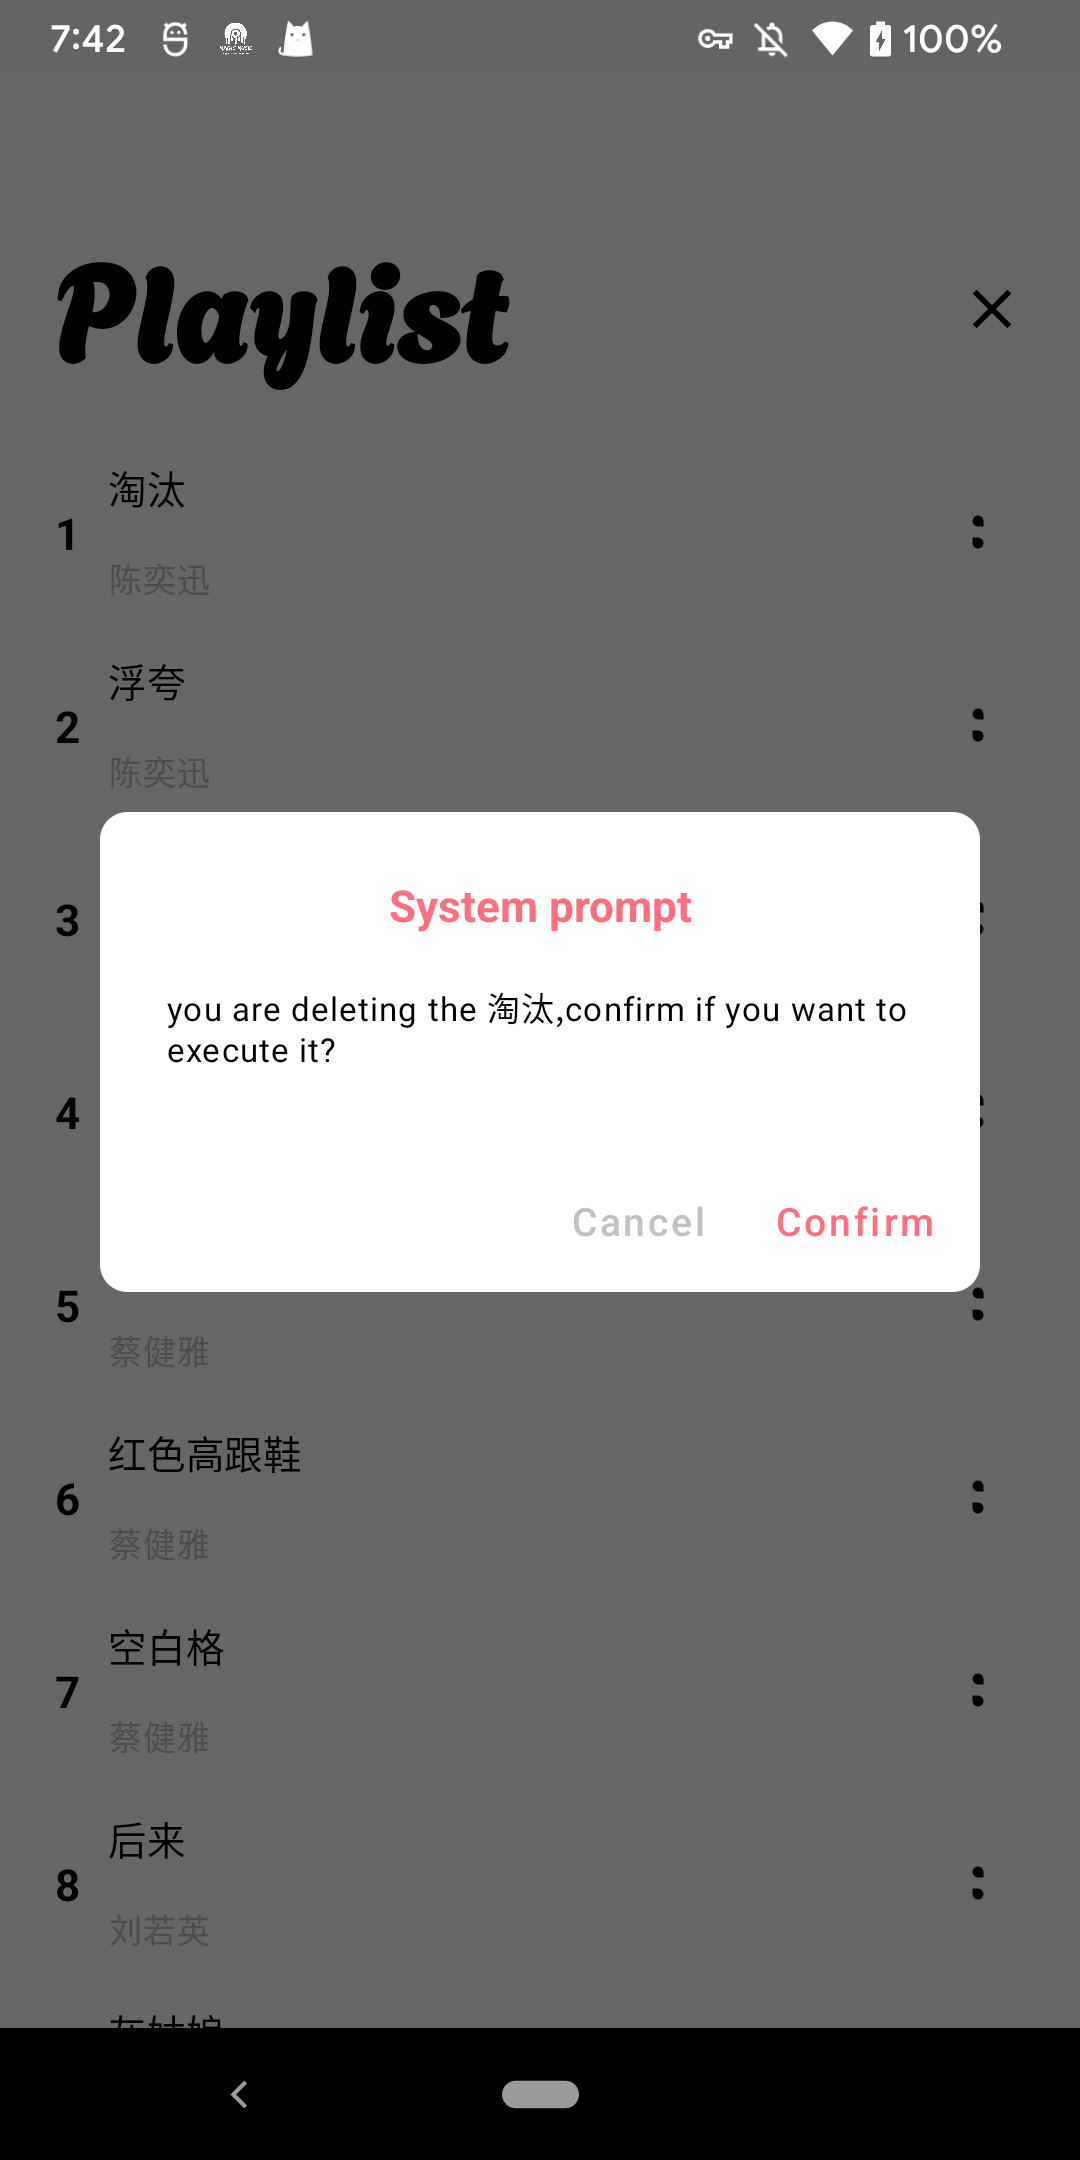 7:42
100%
Playlist
淘汰
1
陈奕迅
浮夸
2
陈奕迅
3
System prompt
you are deleting the 淘汰,confirm if you want to
execute it?
4
Cancel Confirm
5
蔡健雅
红色高跟鞋
6
蔡健雅
空白格
7
蔡健雅
后来
8
刘若英